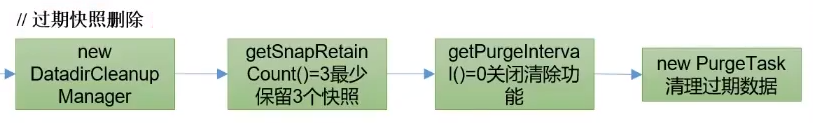 // 过期快照删除
new
DatadirCleanup
Manager
getSnapRetain
Count()=3最少
保留3个快照
getPurgeInterva
l()=0关闭清除功
能
new PurgeTask
清理过期数据